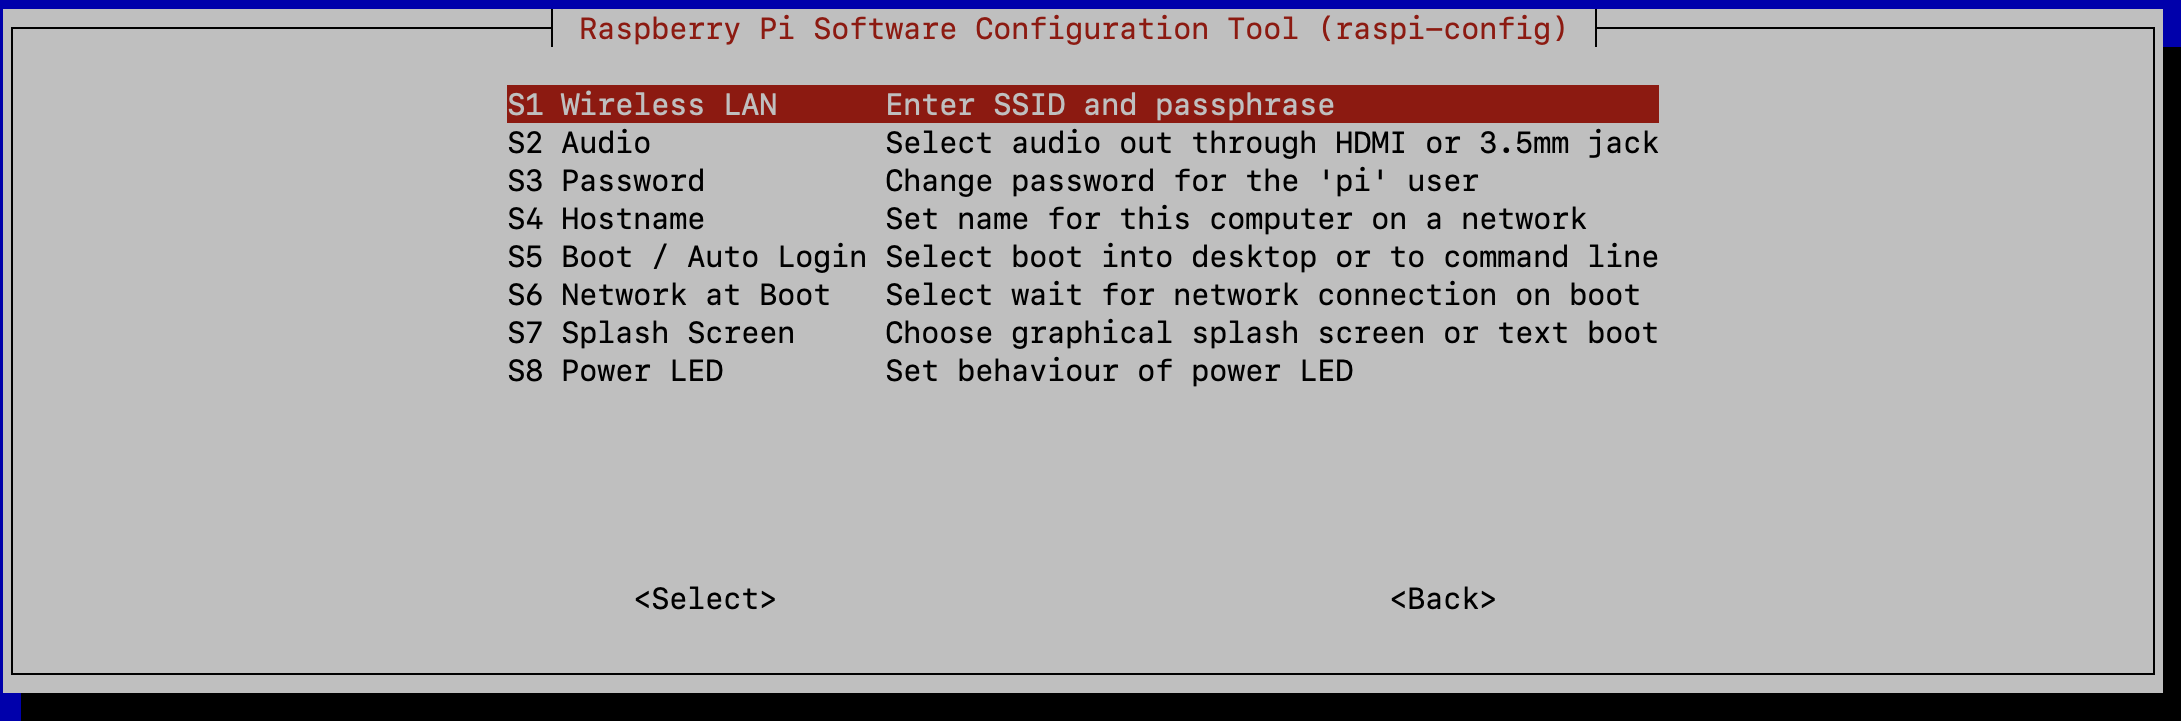 Raspberry Pi Software Configuration Tool (raspi-config)
S1 Wireless LAN Enter SSID and passphrase
S2 Audio Select audio out through HDMI or 3.5mm jack
S3 Password Change password for the 'pi' user
S4 Hostname Set name for this computer on a network
S5 Boot / Auto Login Select boot into desktop or to command line
S6 Network at Boot Select wait for network connection on boot
S7 Splash Screen Choose graphical splash screen or text boot
S8 Power LED Set behaviour of power LED
<Select> <Back>